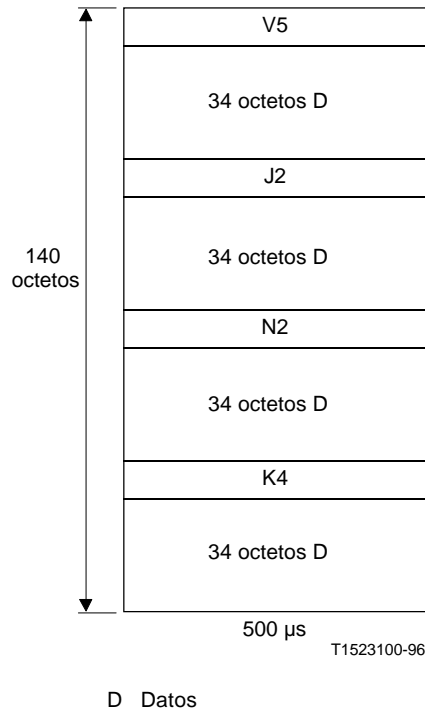 V5
34 octetos D
J2
34 octetos D
140
octetos
N2
34 octetos D
K4
34 octetos D
500 µs
T1523100-96
D Datos